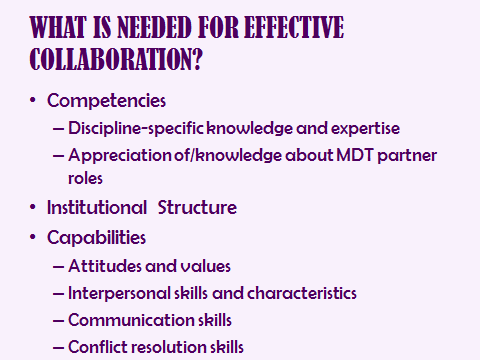 WHAT IS NEEDED FOR EFFECTIVE
COLLABORATION?
• Competencies
– Discipline-specific knowledge and expertise
– Appreciation of/knowledge about MDT partner
roles
• Institutional Structure
• Capabilities
– Attitudes and values
– Interpersonal skills and characteristics
– Communication skills
– Conflict resolution skills